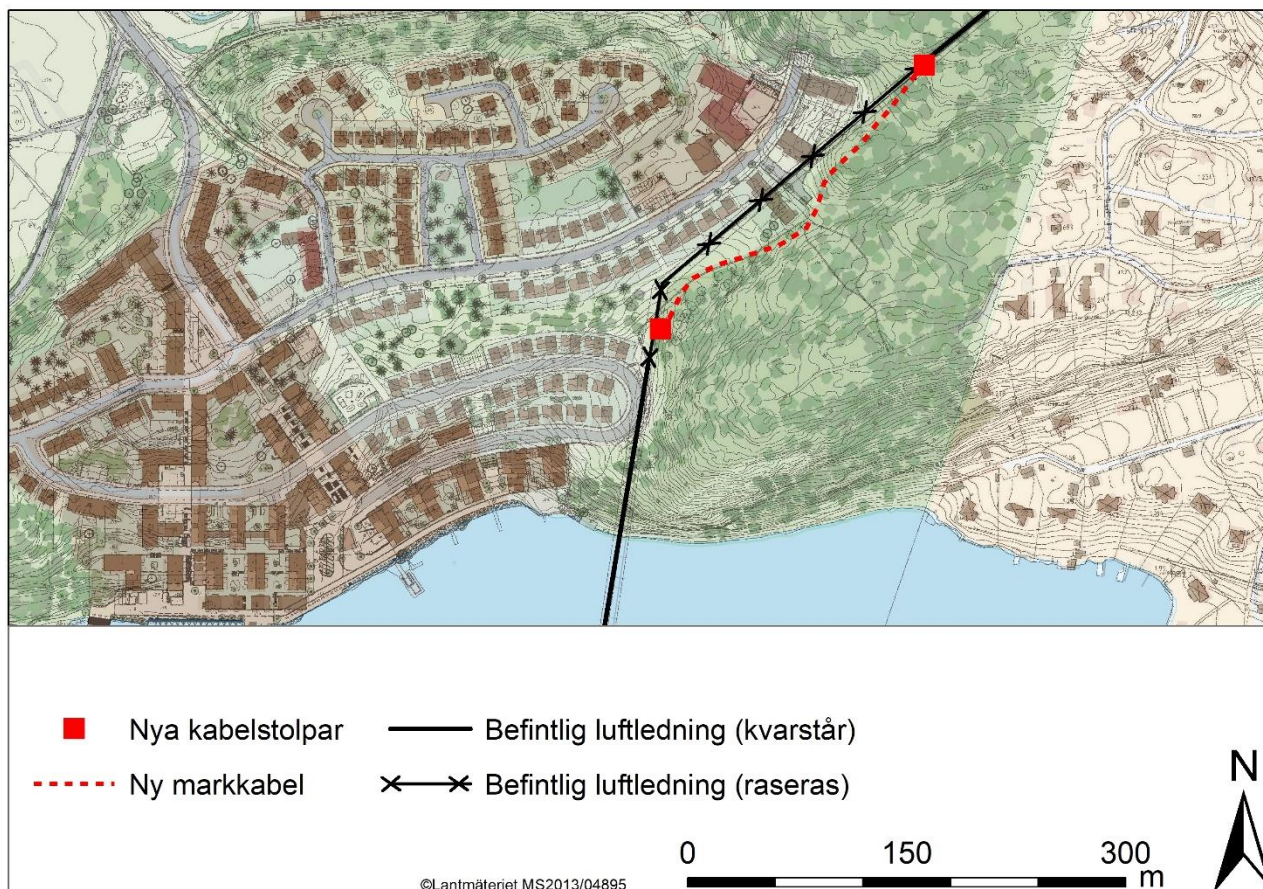 Nya kabelstolpar
Befintlig luftledning (kvarstår)
Ny markkabel
Befintlig luftledning (raseras)
N
0 150 300
m
©Lantmäteriet MS2013/04895